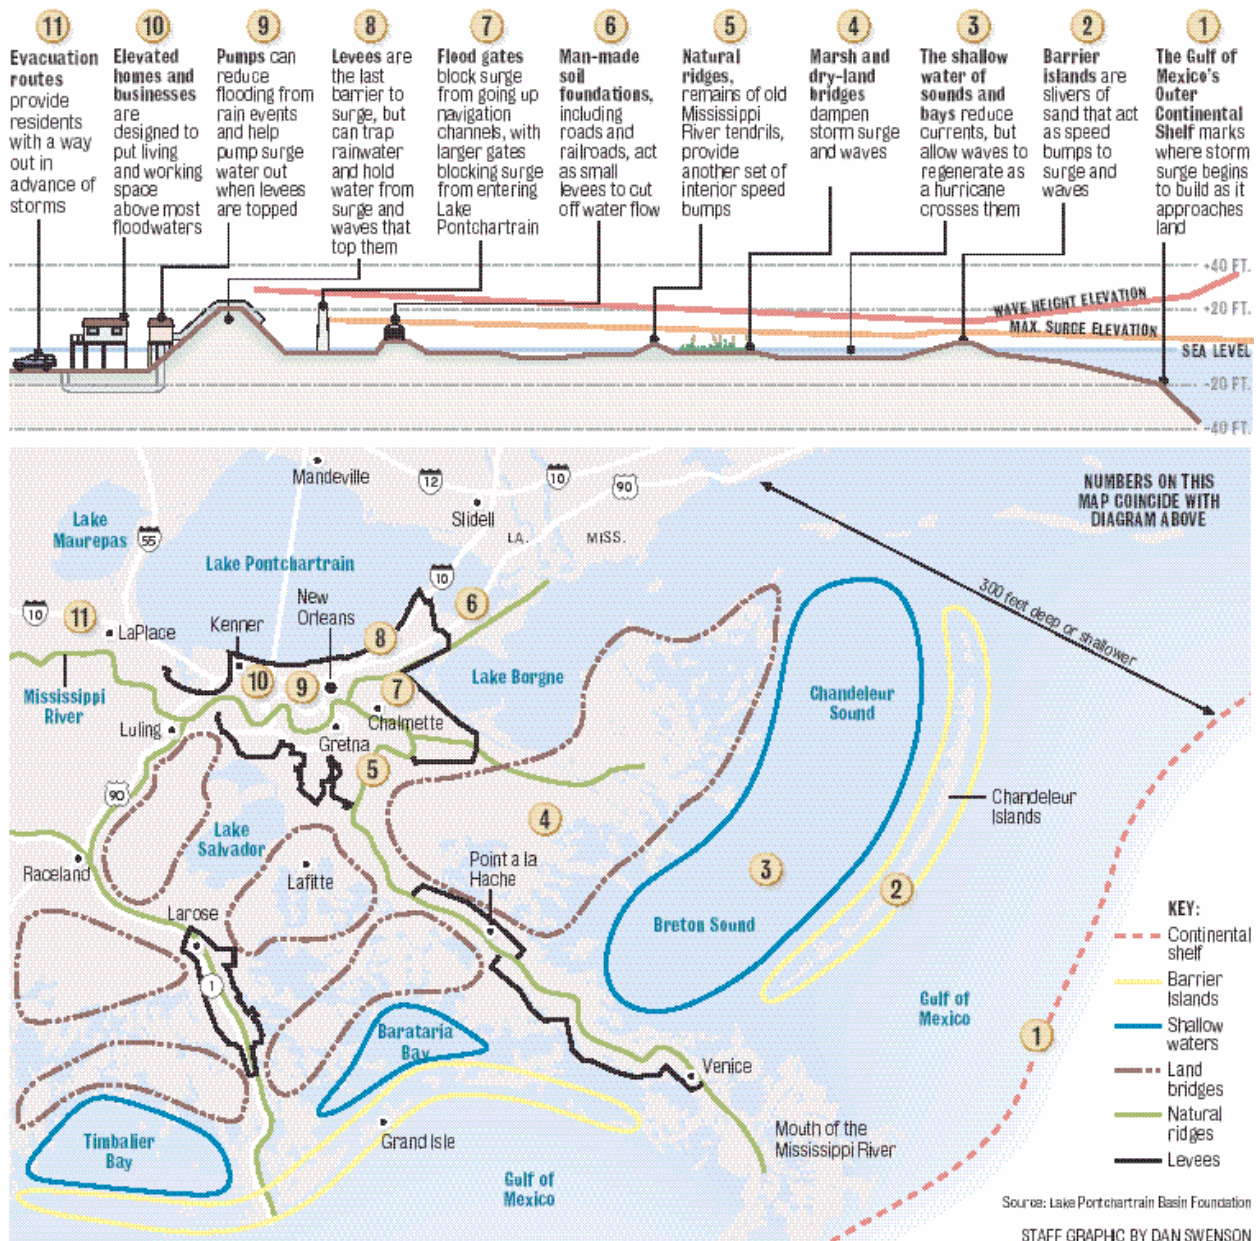 11
Evacuation
routes
provide
residents
with a way
out in
advance of
storms
10
Elevated
homes and
businesses
are
designed to
put living
and working
space
above most
floodwaters
9
Pumps can
reduce
flooding from
rain events
and help
pump surge
water out
when levees
are topped
8
Levees are
the last
barrier to
surge, but
can trap
rainwater
and hold
water from
surge and
waves that
top them
7
Flood gates
block surge
from going up
navigation
channels, with
larger gates
blocking surge
from entering
Lake
Pontchartrain
6
Man-made
soil
foundations,
including
roads and
railroads, act
as small
levees to cut
off water flow
5
Natural
ridges,
remains of old
Mississippi
River tendrils,
provide
another set of
interior speed
bumps
4
Marsh and
dry-land
bridges
dampen
storm surge
and waves
3
The shallow
water of
sounds and
bays reduce
currents, but
allow waves to
regenerate as
a hurricane
crosses them
2
Barrier
islands are
slivers of
sand that act
as speed
bumps to
surge and
waves
1
The Gulf of
Mexico's
Outer
Continental
Shelf marks
where storm
surge begins
to build as it
approaches
land
+40 FT.
WAVE HEIGHT ELEVATION
+20 FT.
MAX. SURGE ELEVATION
SEA LEVEL
-20 FT.
-40 FT.
NUMBERS ON THIS
MAP COINCIDE WITH
DIAGRAM ABOVE
Mandeville
12
10
90
Slidell
LA.
MISS.
Lake
Maurepas
55
Lake Pontchartrain
10
300 feet deep or shallower
10
11
LaPlace
Kenner
New
Orleans
8
6
Mississippi
River
10
9
7
Lake Borgne
Chandeleur
Sound
Luling
Gretna
Chalmette
5
90
4
Chandeleur
Islands
Lake
Salvador
Raceland
Lafitte
Point a la
Hache
3
2
Larose
Breton Sound
1
Gulf of
Mexico
1
Barataria
Bay
Venice
Timbalier
Bay
Grand Isle
Mouth of the
Mississippi River
Gulf of
Mexico
KEY:
Continental
shelf
Barrier
Islands
Shallow
waters
Land
bridges
Natural
ridges
Levees
Source: Lake Pontchartrain Basin Foundation
STAFF GRAPHIC BY DAN SWENSON